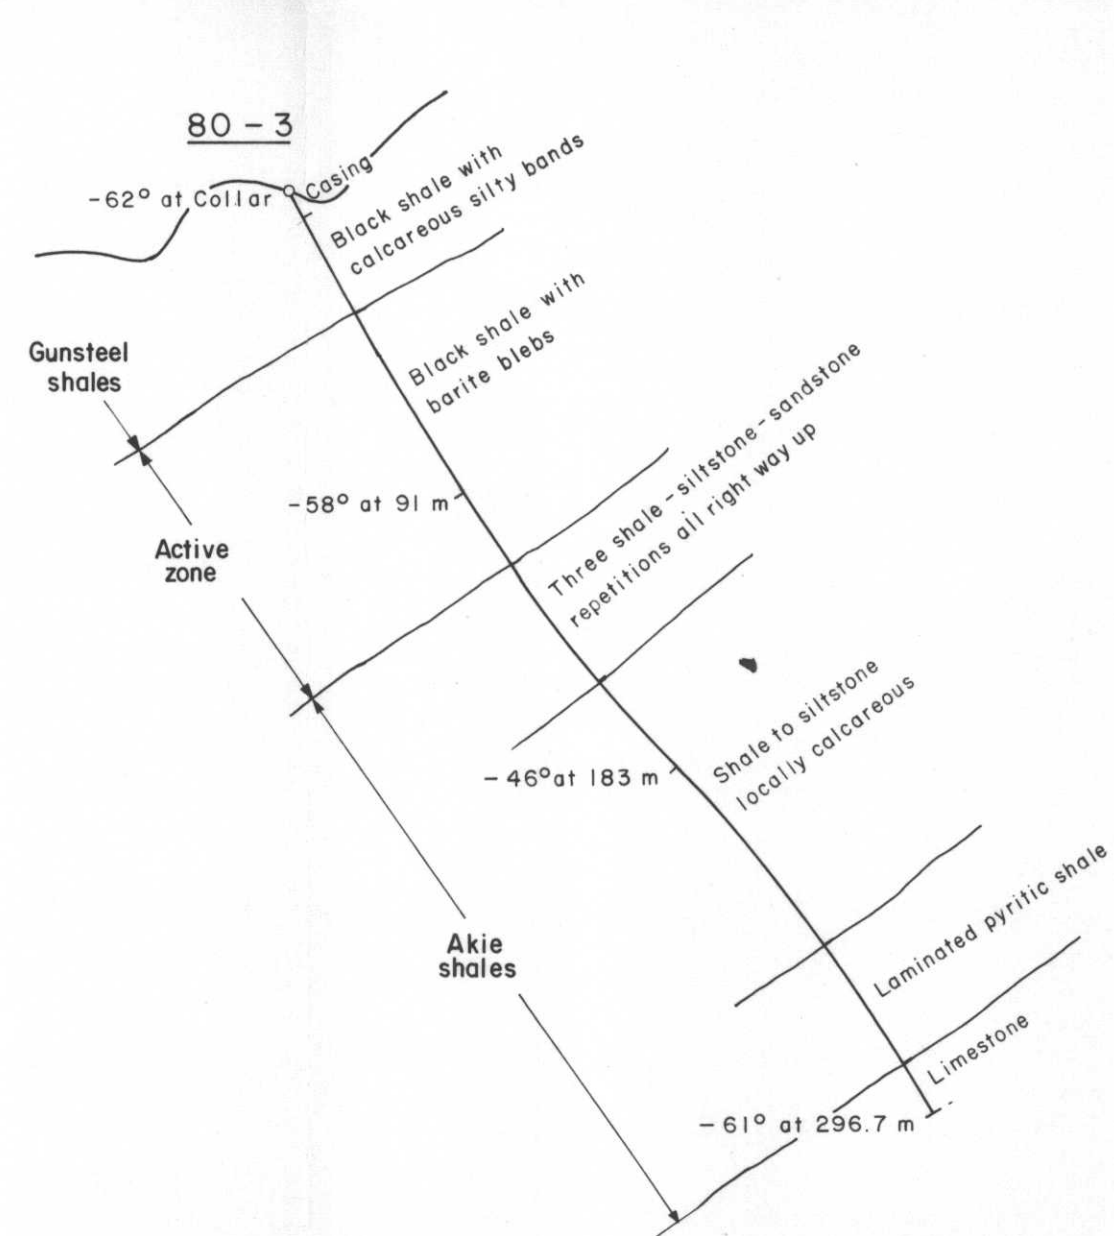 80 - 3
Casing
-62° at Collar
Black shale with
calcareous silty bands
Black shale with
barite blebs
Gunsteel
shales
Three shale - siltstone - sandstone
repetitions all right way up
-58° at 91 m
Active
zone
Shale to siltstone
locally calcareous
-46° at 183 m
Akie
shales
Laminated pyritic shale
Limestone
-61° at 296.7 m